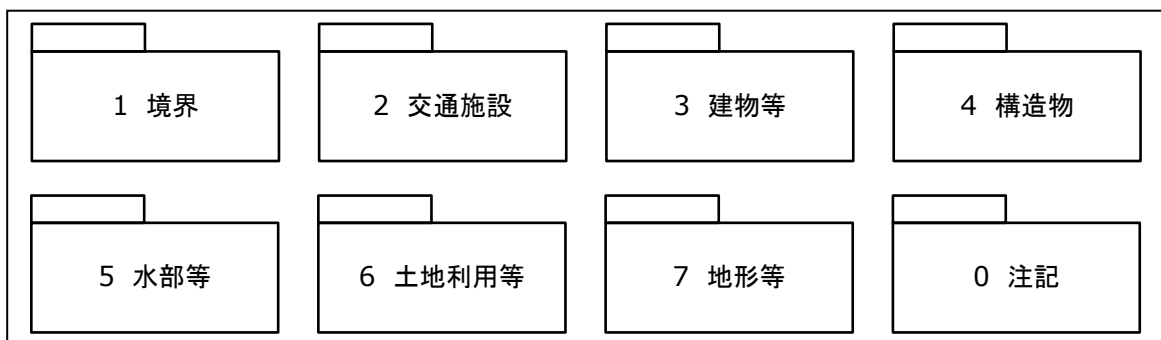 1 境界
2 交通施設
3 建物等
4 構造物
5 水部等
6 土地利用等
7 地形等
0 注記